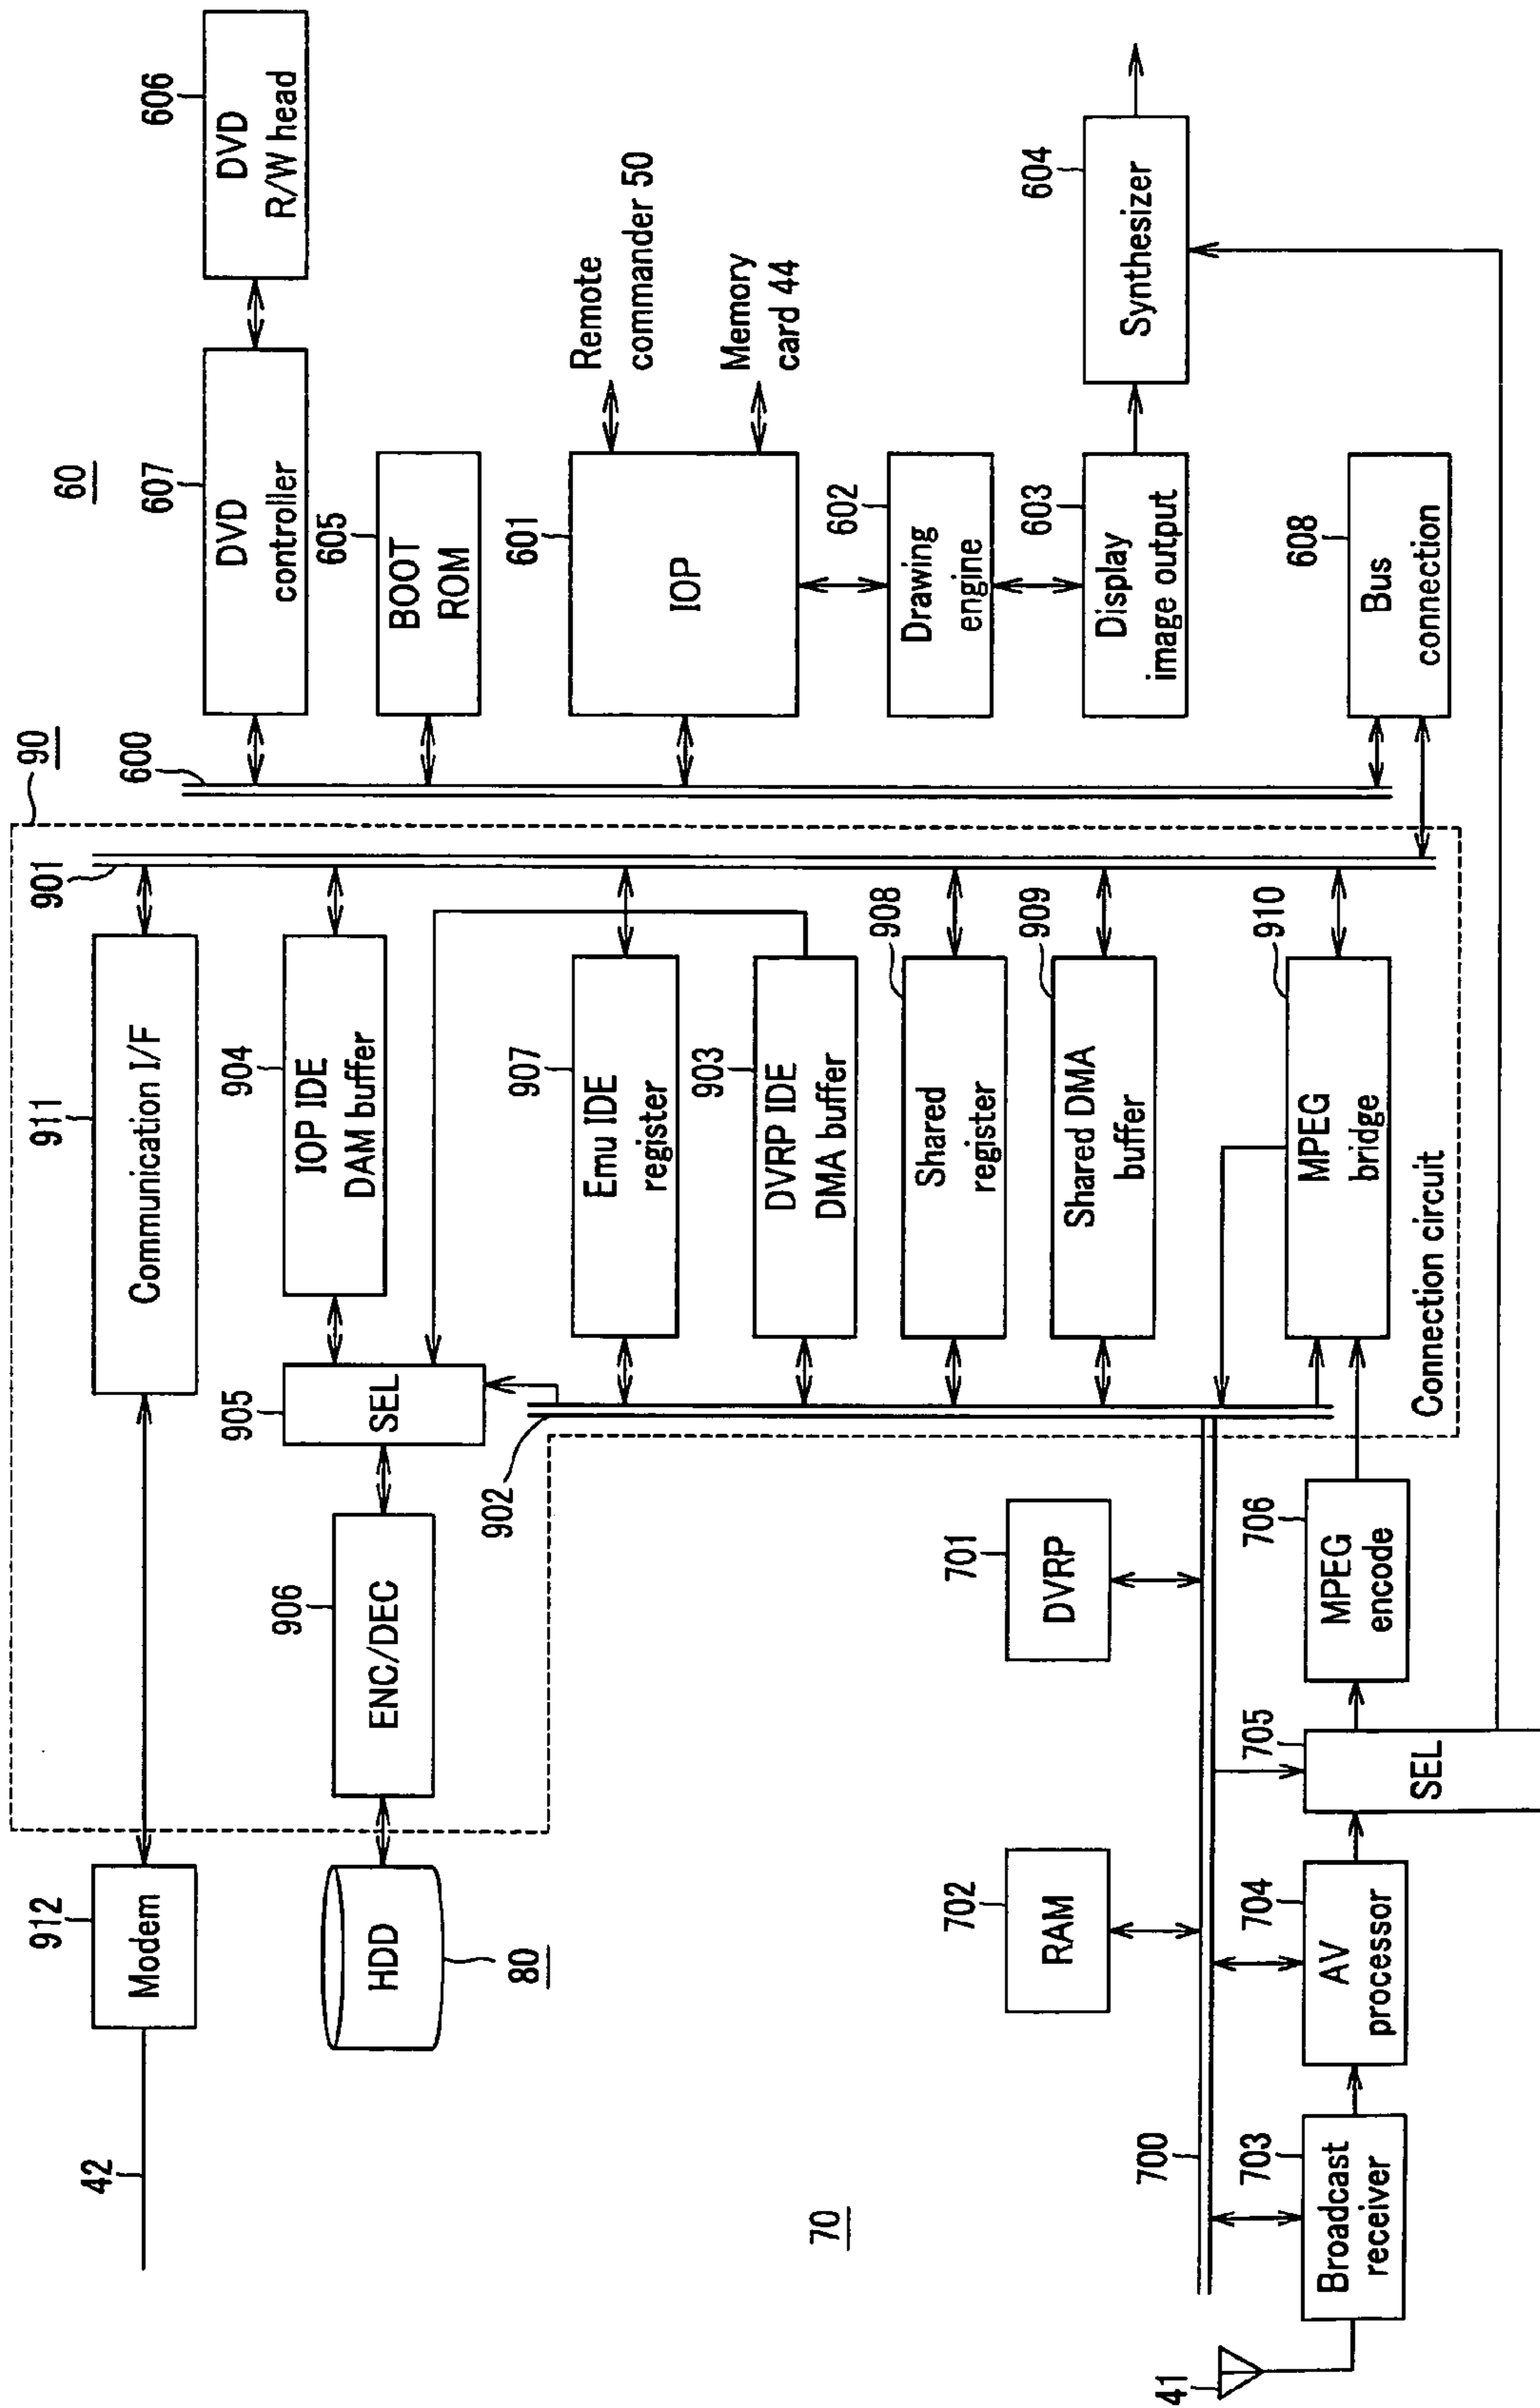 60
606
DVD
R/W head
607
DVD
controller
605
BOOT
ROM
601
IOP
Remote
commander 50
Memory
card 44
602
Drawing
engine
603
Display
image output
604
Synthesizer
608
Bus
connection
600
90
901
911
Communication I/F
904
IOP IDE
DAM buffer
905
SEL
906
ENC/DEC
907
Emu IDE
register
903
DVRP IDE
DMA buffer
908
Shared
register
909
Shared DMA
buffer
910
MPEG
bridge
Connection circuit
902
912
Modem
42
HDD
80
70
701
DVRP
702
RAM
700
706
MPEG
encode
705
SEL
704
AV
processor
703
Broadcast
receiver
41